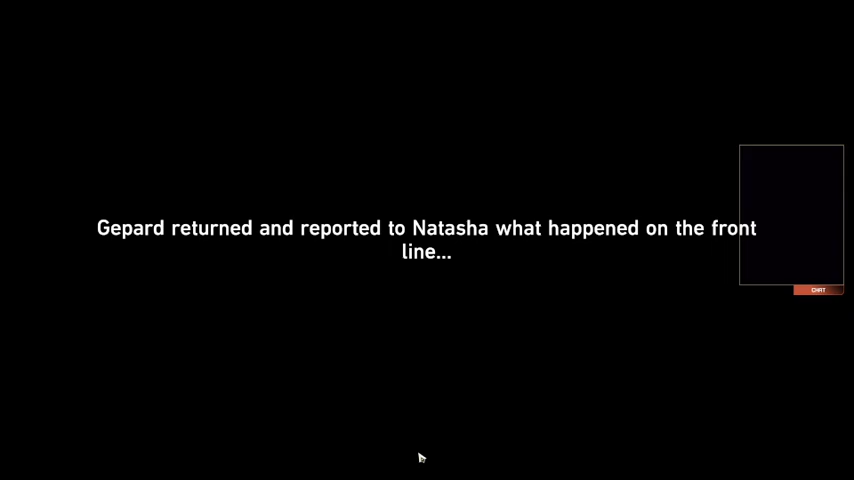 Gepard returned and reported to Natasha what happened on the front
line...
CHAT